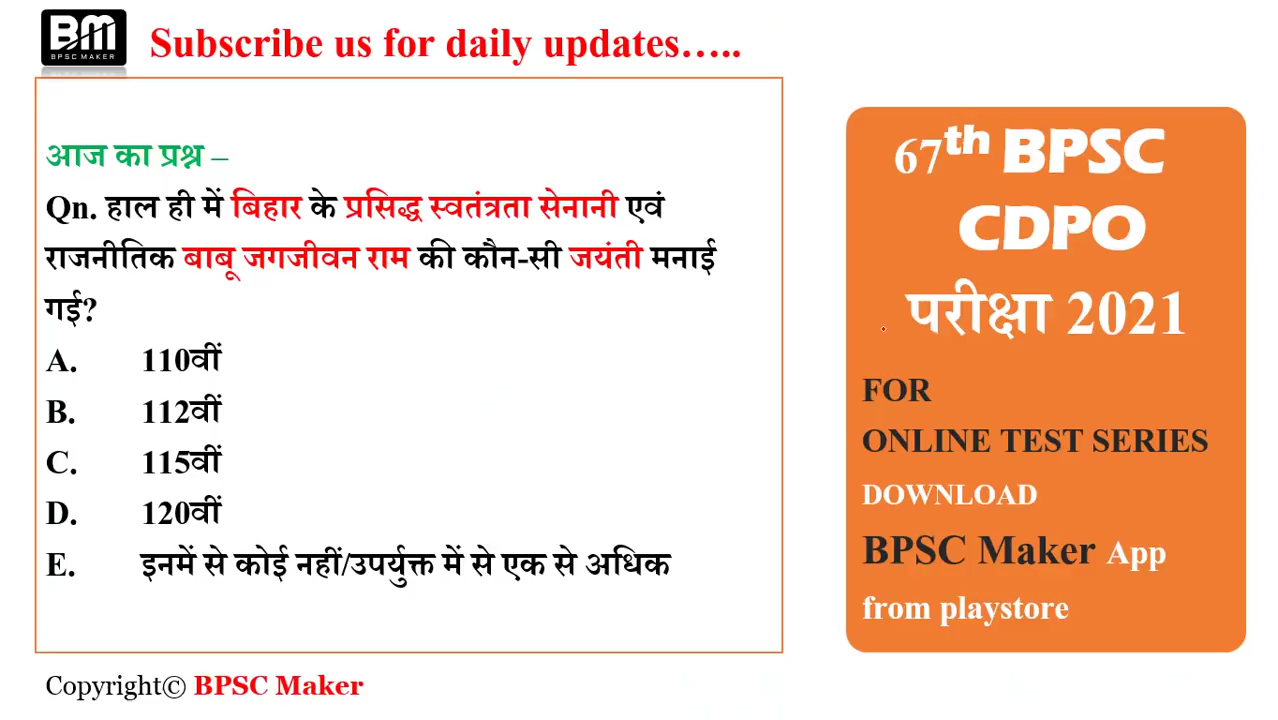 BM
BPSC MAKER
Subscribe us for daily updates.....
आज का प्रश्न –
Qn. हाल ही में बिहार के प्रसिद्ध स्वतंत्रता सेनानी एवं
राजनीतिक बाबू जगजीवन राम की कौन-सी जयंती मनाई
गई?
A. 110वीं
B. 112वीं
C. 115वीं
D. 120वीं
E. इनमें से कोई नहीं/उपर्युक्त में से एक से अधिक
67th BPSC
CDPO
परीक्षा 2021
FOR
ONLINE TEST SERIES
DOWNLOAD
BPSC Maker App
from playstore
Copyright© BPSC Maker